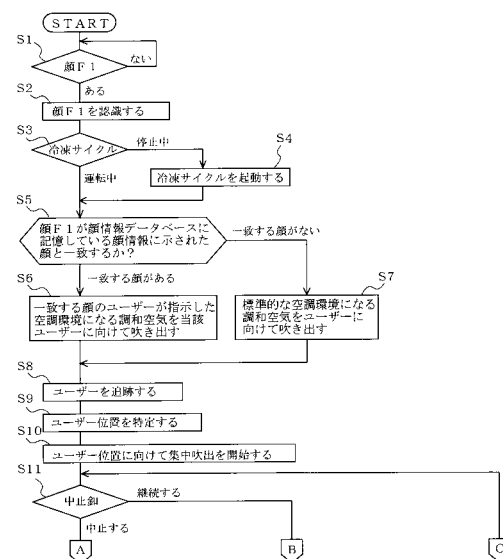 START
S1
顔F1
ない
ある
S2
顔F1を認識する
S3
冷凍サイクル
停止中
運転中
S4
冷凍サイクルを起動する
S5
顔F1が顔情報データベースに
記憶している顔情報に示された
顔と一致するか？
一致する顔がない
一致する顔がある
S6
一致する顔のユーザーが指示した
空調環境になる調和空気を当該
ユーザーに向けて吹き出す
S7
標準的な空調環境になる
調和空気をユーザーに
向けて吹き出す
S8
ユーザーを追跡する
S9
ユーザー位置を特定する
S10
ユーザー位置に向けて集中吹出を開始する
S11
中止釦
継続する
中止する
A
B
C